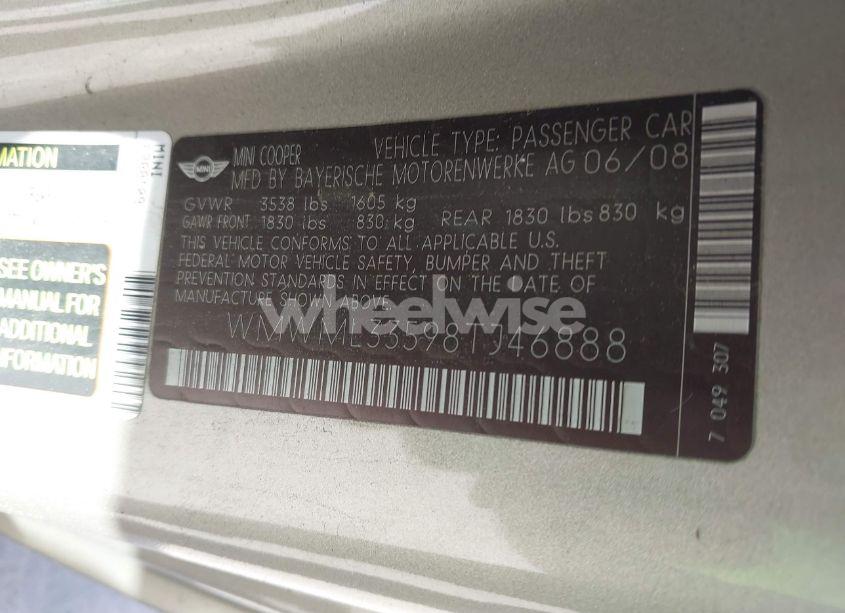 MATION
SEE OWNER'S
MANUAL FOR
ADDITIONAL
INFORMATION
MINI
MINI
MINI COOPER VEHICLE TYPE: PASSENGER CAR
MFD BY BAYERISCHE MOTORENWERKE AG 06/08
GVWR 3538 lbs 1605 kg
GAWR FRONT 1830 lbs 830 kg REAR 1830 lbs 830 kg
THIS VEHICLE CONFORMS TO ALL APPLICABLE U.S.
FEDERAL MOTOR VEHICLE SAFETY, BUMPER AND THEFT
PREVENTION STANDARDS IN EFFECT ON THE DATE OF
MANUFACTURE SHOWN ABOVE
wheelwise
7 049 307